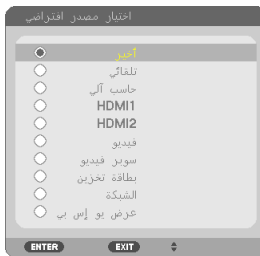 اختيار مصدر افتراضي
أخير
تلقائي
حاسب آلي
HDMI1
HDMI2
فيديو
سوبر فيديو
بطاقة تخزين
الشبكة
عرض يو إس بي
ENTER EXIT